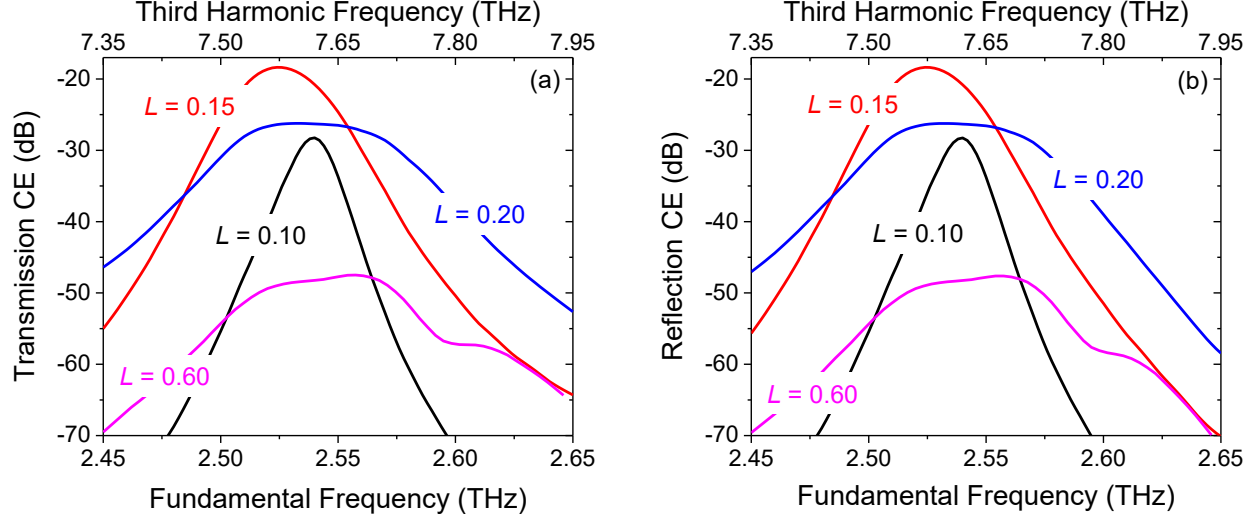 Third Harmonic Frequency (THz)
7.35 7.50 7.65 7.80 7.95
(a)
Transmission CE (dB)
-20
-30
-40
-50
-60
-70
L = 0.15
L = 0.20
L = 0.10
L = 0.60
2.45 2.50 2.55 2.60 2.65
Fundamental Frequency (THz)
Third Harmonic Frequency (THz)
7.35 7.50 7.65 7.80 7.95
(b)
Reflection CE (dB)
-20
-30
-40
-50
-60
-70
L = 0.15
L = 0.20
L = 0.10
L = 0.60
2.45 2.50 2.55 2.60 2.65
Fundamental Frequency (THz)